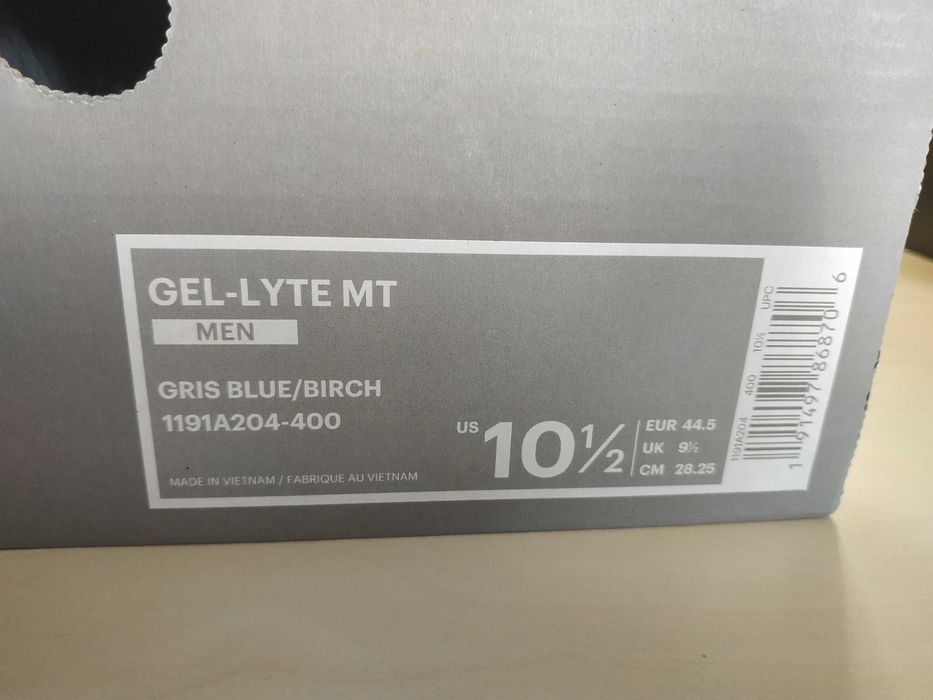 GEL-LYTE MT
MEN
GRIS BLUE/BIRCH
1191A204-400
MADE IN VIETNAM / FABRIQUE AU VIETNAM
US 10½
EUR 44.5
UK 9½
CM 28.25
1191A204 400 10½ UPC
1 91497 86870 6